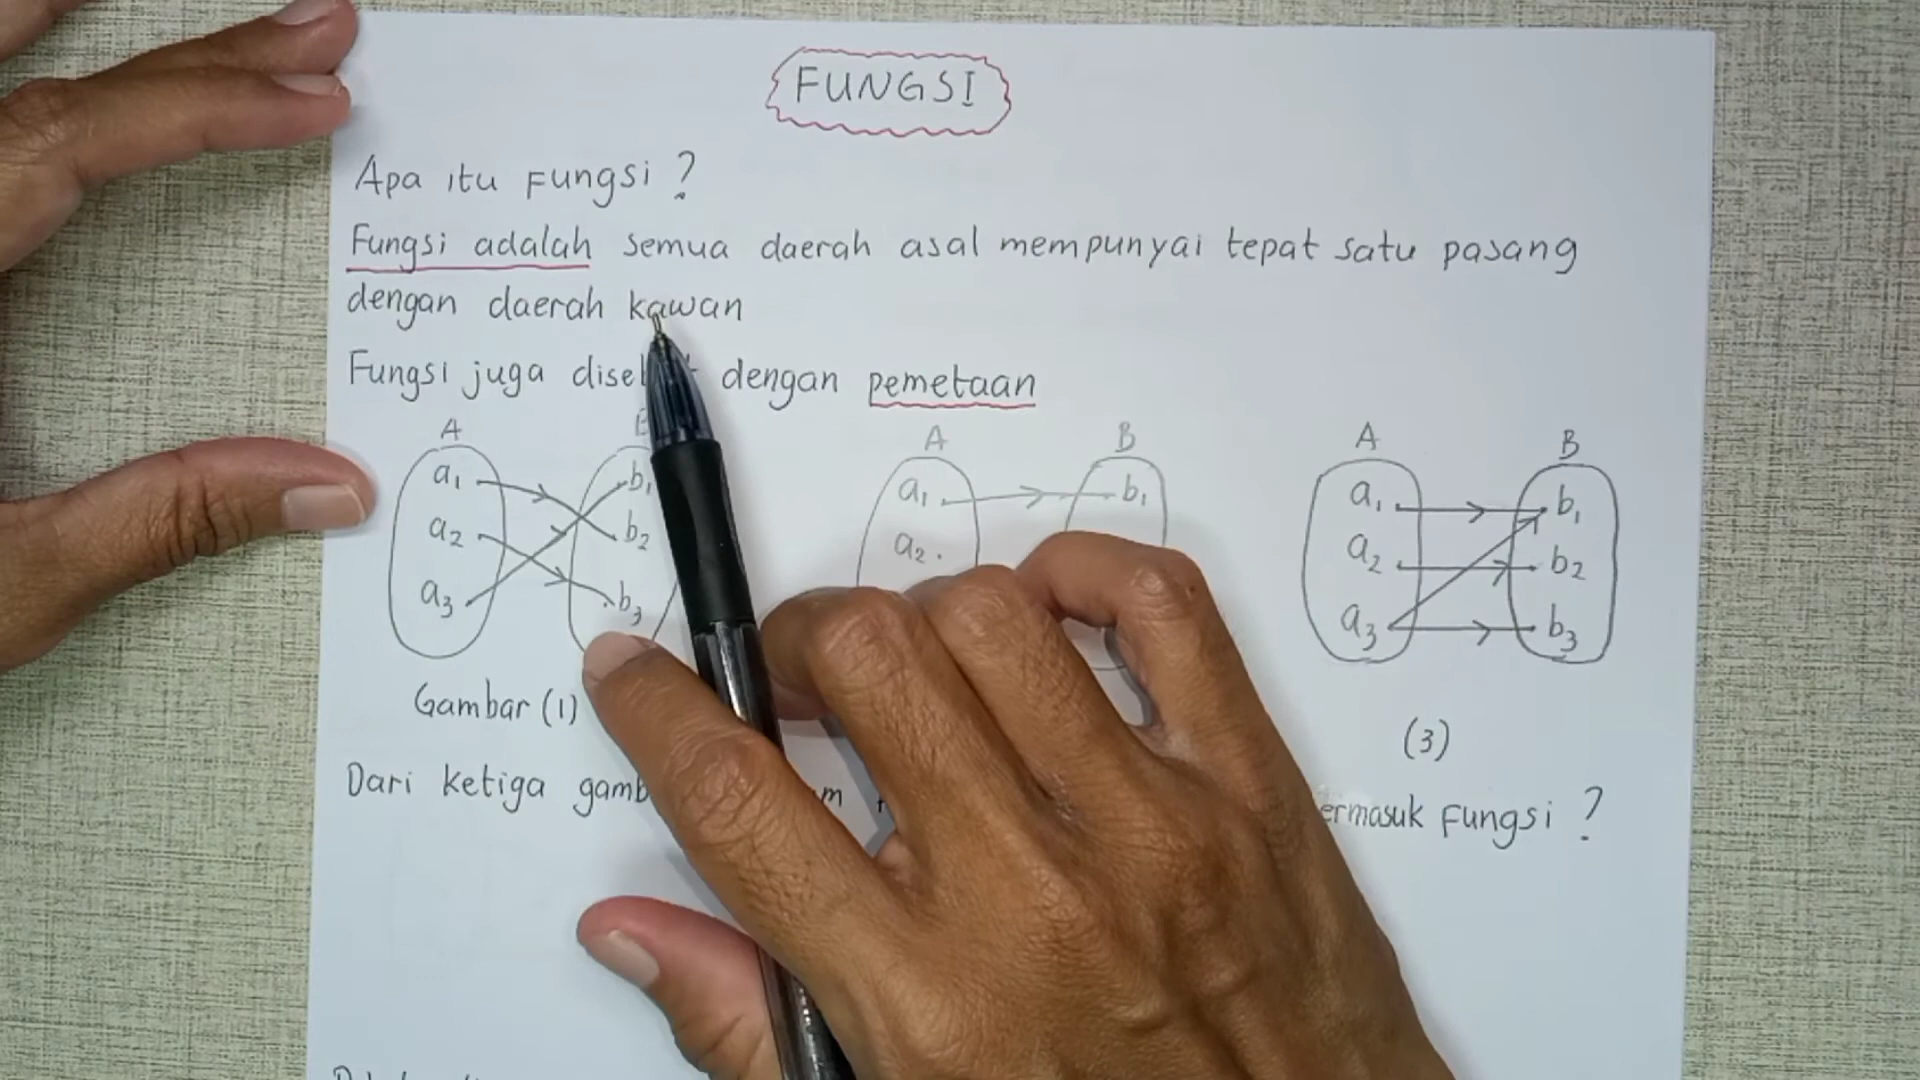 FUNGSI
Apa itu Fungsi ?
Fungsi adalah semua daerah asal mempunyai tepat satu pasang
dengan daerah kawan
Fungsi juga dengan pemetaan
A
A B
A B
a1 b1
a2 b2
a3 b3
a1 b1
a2
a1 b1
a2 b2
a3 b3
Gambar (1)
(3)
Dari ketiga Fungsi ?